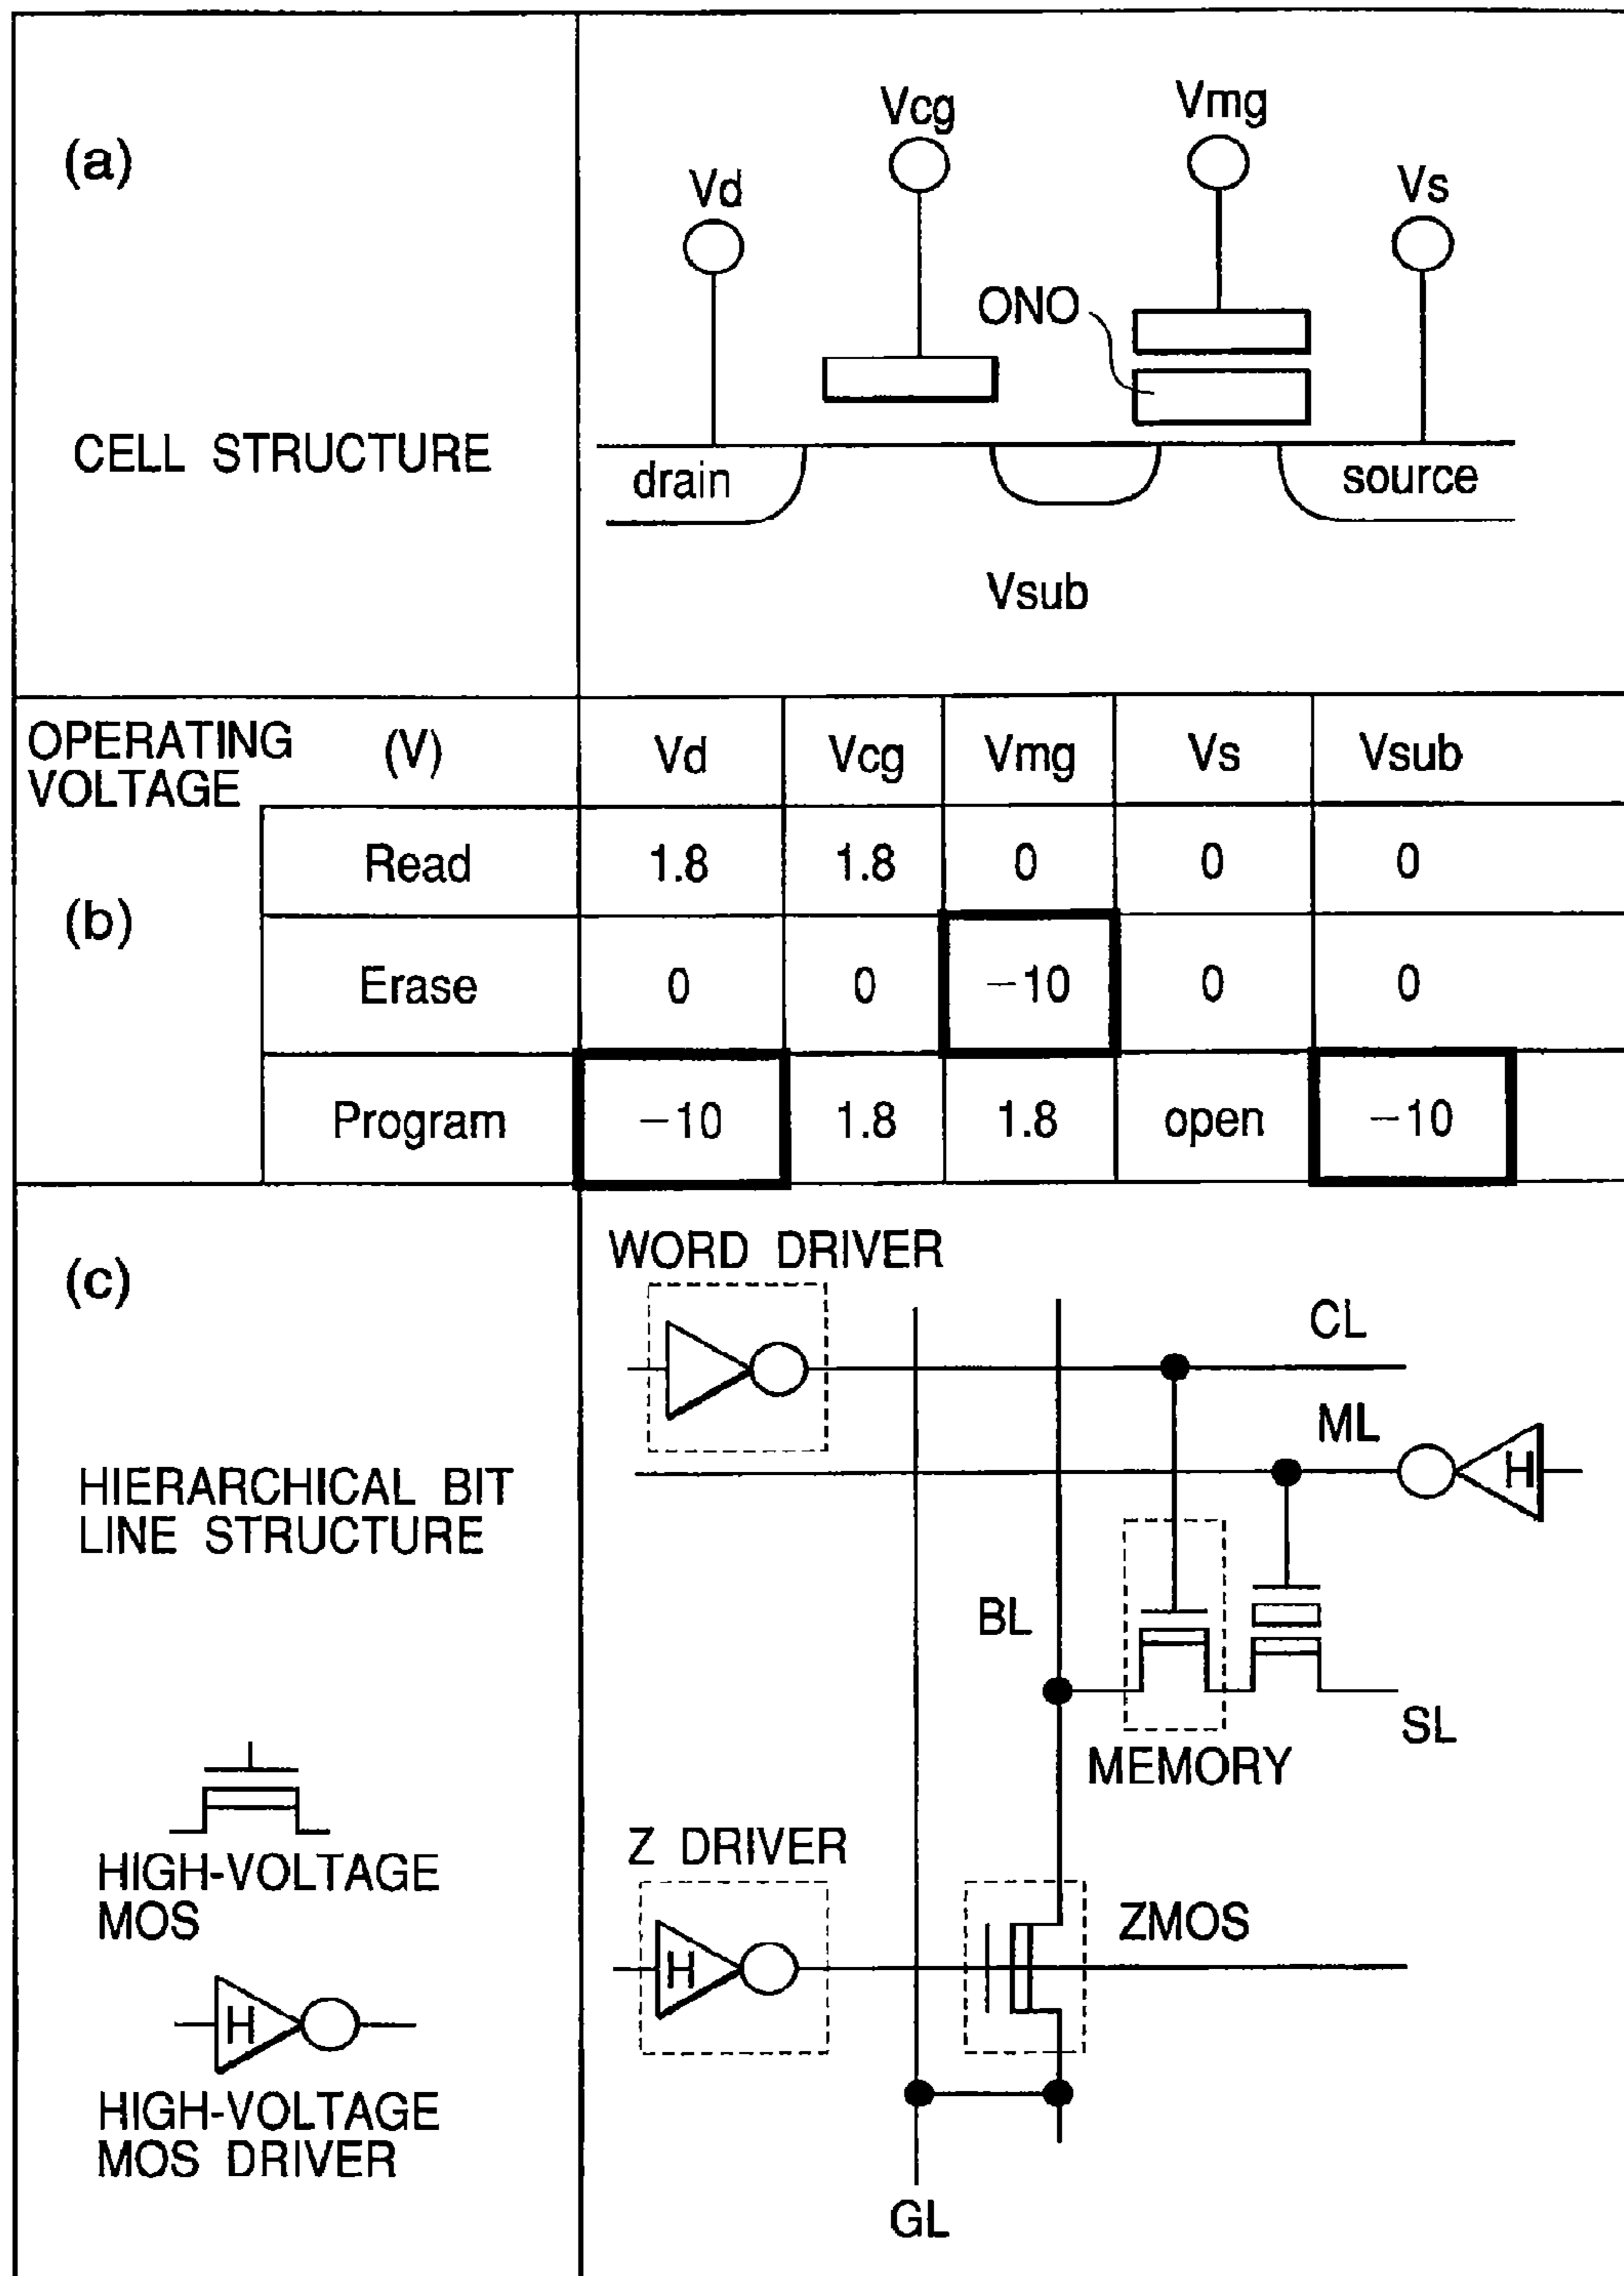 (a)
CELL STRUCTURE
Vd
Vcg
Vmg
Vs
ONO
drain
source
Vsub
(b)
OPERATING VOLTAGE (V) Vd Vcg Vmg Vs Vsub
Read 1.8 1.8 0 0 0
Erase 0 0 −10 0 0
Program −10 1.8 1.8 open −10
(c)
HIERARCHICAL BIT
LINE STRUCTURE
HIGH-VOLTAGE
MOS
H
HIGH-VOLTAGE
MOS DRIVER
WORD DRIVER
CL
ML
H
BL
SL
MEMORY
Z DRIVER
H
ZMOS
GL